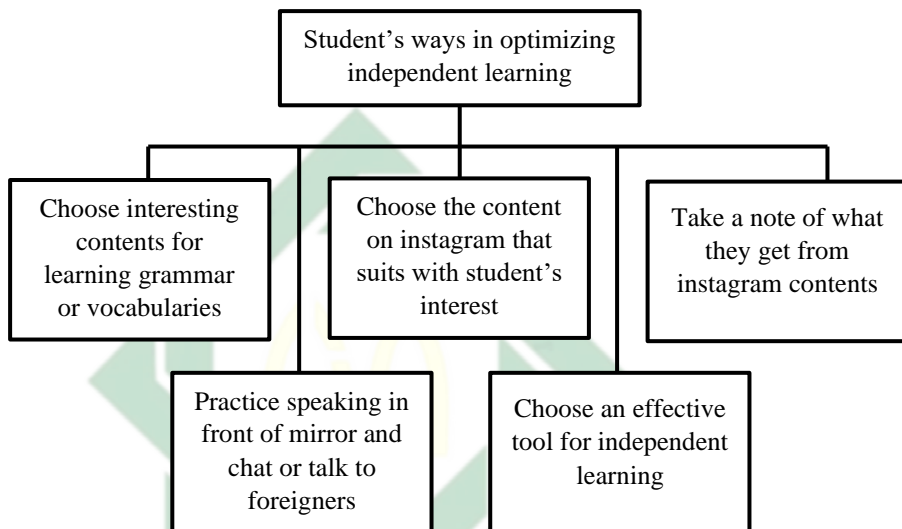 Student’s ways in optimizing
independent learning
Choose interesting
contents for
learning grammar
or vocabularies
Choose the content
on instagram that
suits with student’s
interest
Take a note of what
they get from
instagram contents
Practice speaking in
front of mirror and
chat or talk to
foreigners
Choose an effective
tool for independent
learning